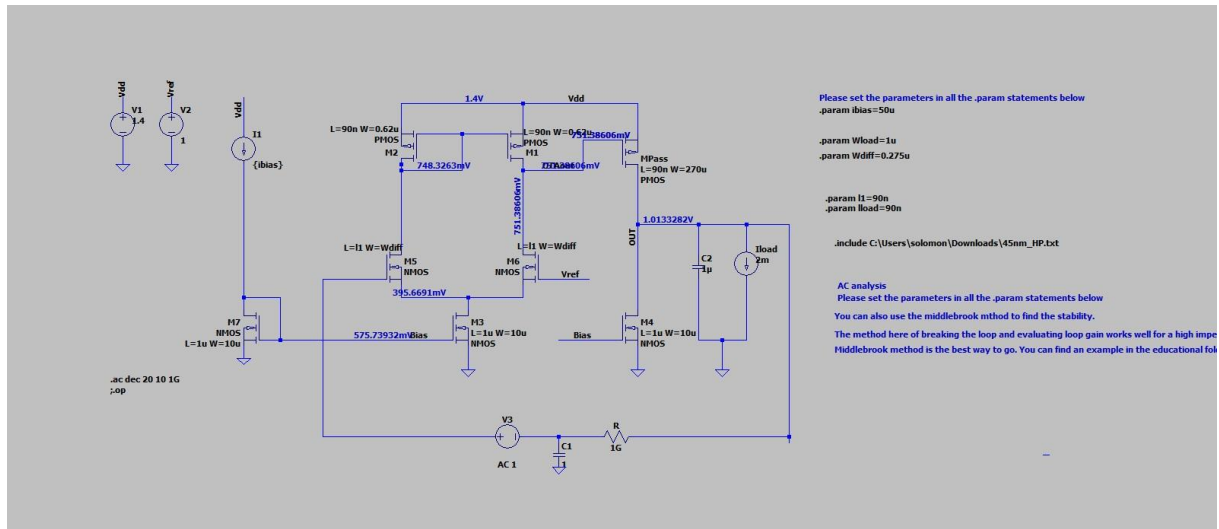 Vdd
V1
1.4
Vref
V2
1
Vdd
I1
{ibias}
1.4V
Vdd
L=90n W=0.62u
PMOS
M2
L=90n W=0.62u
PMOS
M1
751.38606mV
MPass
L=90n W=270u
PMOS
748.3263mV
751.38606mV
1.0133282V
OUT
L=l1 W=Wdiff
M5
NMOS
L=l1 W=Wdiff
M6
NMOS
Vref
395.6691mV
C2
1µ
Iload
2m
M7
NMOS
L=1u W=10u
575.73932mV
Bias
M3
L=1u W=10u
NMOS
Bias
M4
L=1u W=10u
NMOS
.ac dec 20 10 1G
;.op
V3
AC 1
C1
1
R
1G
Please set the parameters in all the .param statements below
.param ibias=50u
.param Wload=1u
.param Wdiff=0.275u
.param l1=90n
.param lload=90n
.include C:\Users\solomon\Downloads\45nm_HP.txt
AC analysis
Please set the parameters in all the .param statements below
You can also use the middlebrook mthod to find the stability.
The method here of breaking the loop and evaluating loop gain works well for a high impe
Middlebrook method is the best way to go. You can find an example in the educational fol